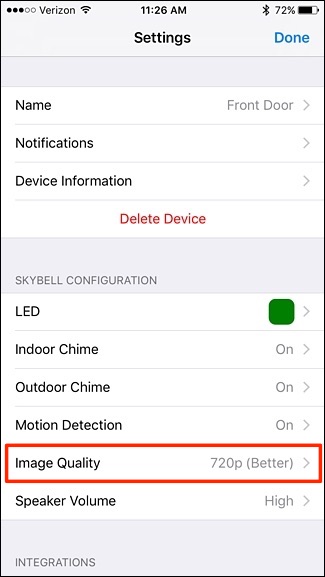 Verizon 11:26 AM 72%
Settings Done
Name Front Door
Notifications
Device Information
Delete Device
SKYBELL CONFIGURATION
LED
Indoor Chime On
Outdoor Chime On
Motion Detection On
Image Quality 720p (Better)
Speaker Volume High
INTEGRATIONS